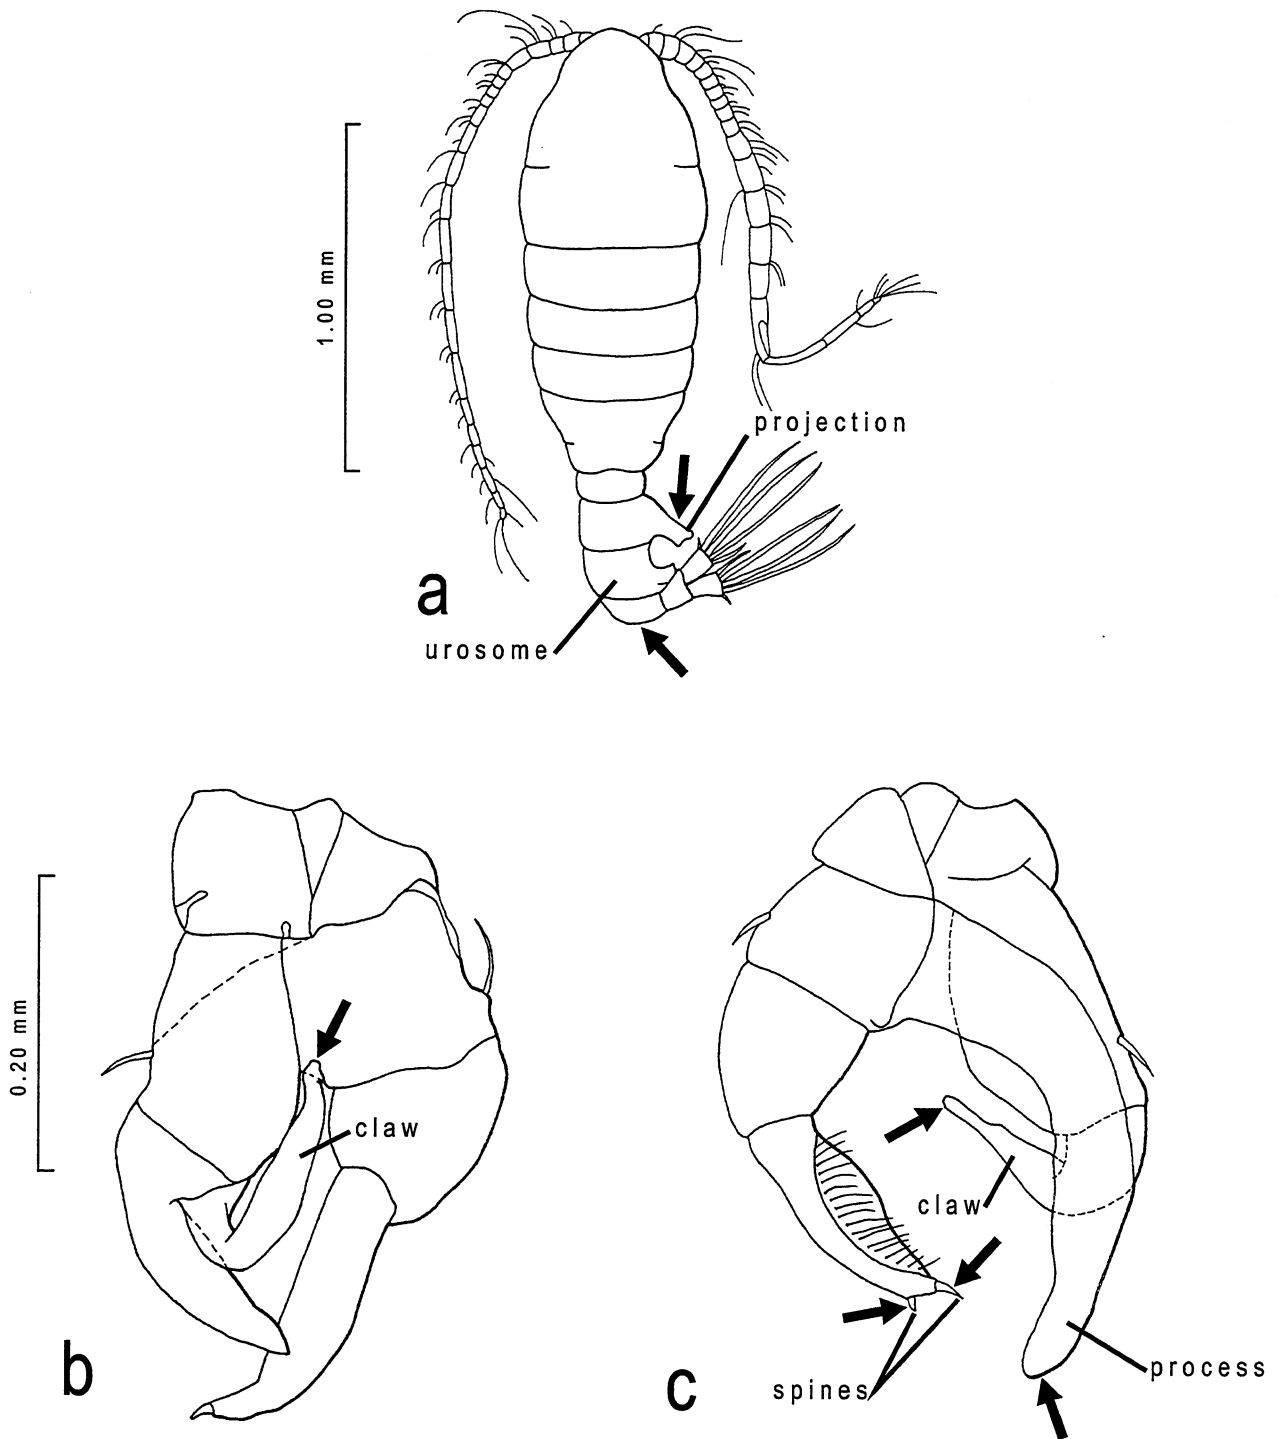 1.00 mm
projection
a
urosome
0.20 mm
claw
b
claw
c
spines
process